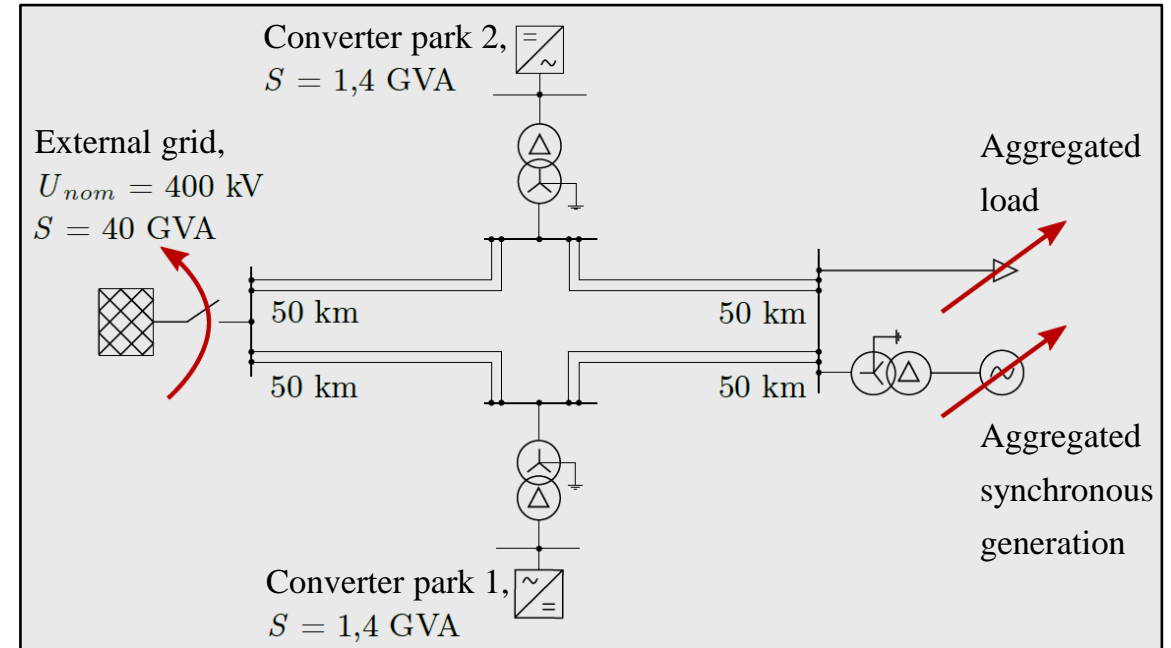 Converter park 2,
S = 1,4 GVA
External grid,
U_nom = 400 kV
S = 40 GVA
Aggregated
load
50 km
50 km
50 km
50 km
Aggregated
synchronous
generation
Converter park 1,
S = 1,4 GVA